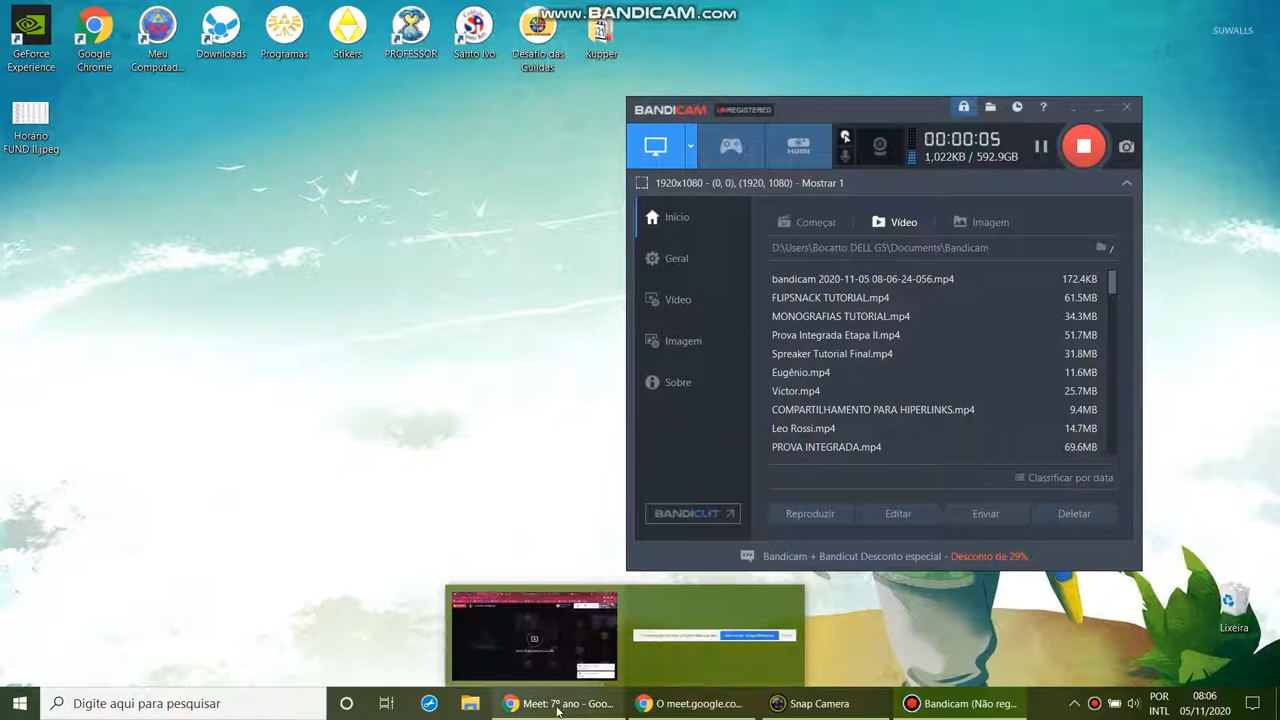 www.BANDICAM.com
SUWALLS
GeForce Experience
Google Chrome
Meu Computad...
Downloads
Programas
Stikers
PROFESSOR
Santo Ivo
Desafio das Guildas
Kupper
Horário FUND II.jpeg
BANDICAM UNREGISTERED
00:00:05
1,022KB / 592.9GB
HDMI
1920x1080 - (0, 0), (1920, 1080) - Mostrar 1
Início
Geral
Vídeo
Imagem
Sobre
Começar
Vídeo
Imagem
D:\Users\Bocatto DELL G5\Documents\Bandicam
bandicam 2020-11-05 08-06-24-056.mp4 172.4KB
FLIPSNACK TUTORIAL.mp4 61.5MB
MONOGRAFIAS TUTORIAL.mp4 34.3MB
Prova Integrada Etapa II.mp4 51.7MB
Spreaker Tutorial Final.mp4 31.8MB
Eugênio.mp4 11.6MB
Victor.mp4 25.7MB
COMPARTILHAMENTO PARA HIPERLINKS.mp4 9.4MB
Leo Rossi.mp4 14.7MB
PROVA INTEGRADA.mp4 69.6MB
Classificar por data
BANDICUT
Reproduzir
Editar
Enviar
Deletar
Bandicam + Bandicut Desconto especial - Desconto de 29%
Lixeira
Digite aqui para pesquisar
Meet: 7º ano - Goo...
O meet.google.co...
Snap Camera
Bandicam (Não reg...
POR
INTL
08:06
05/11/2020